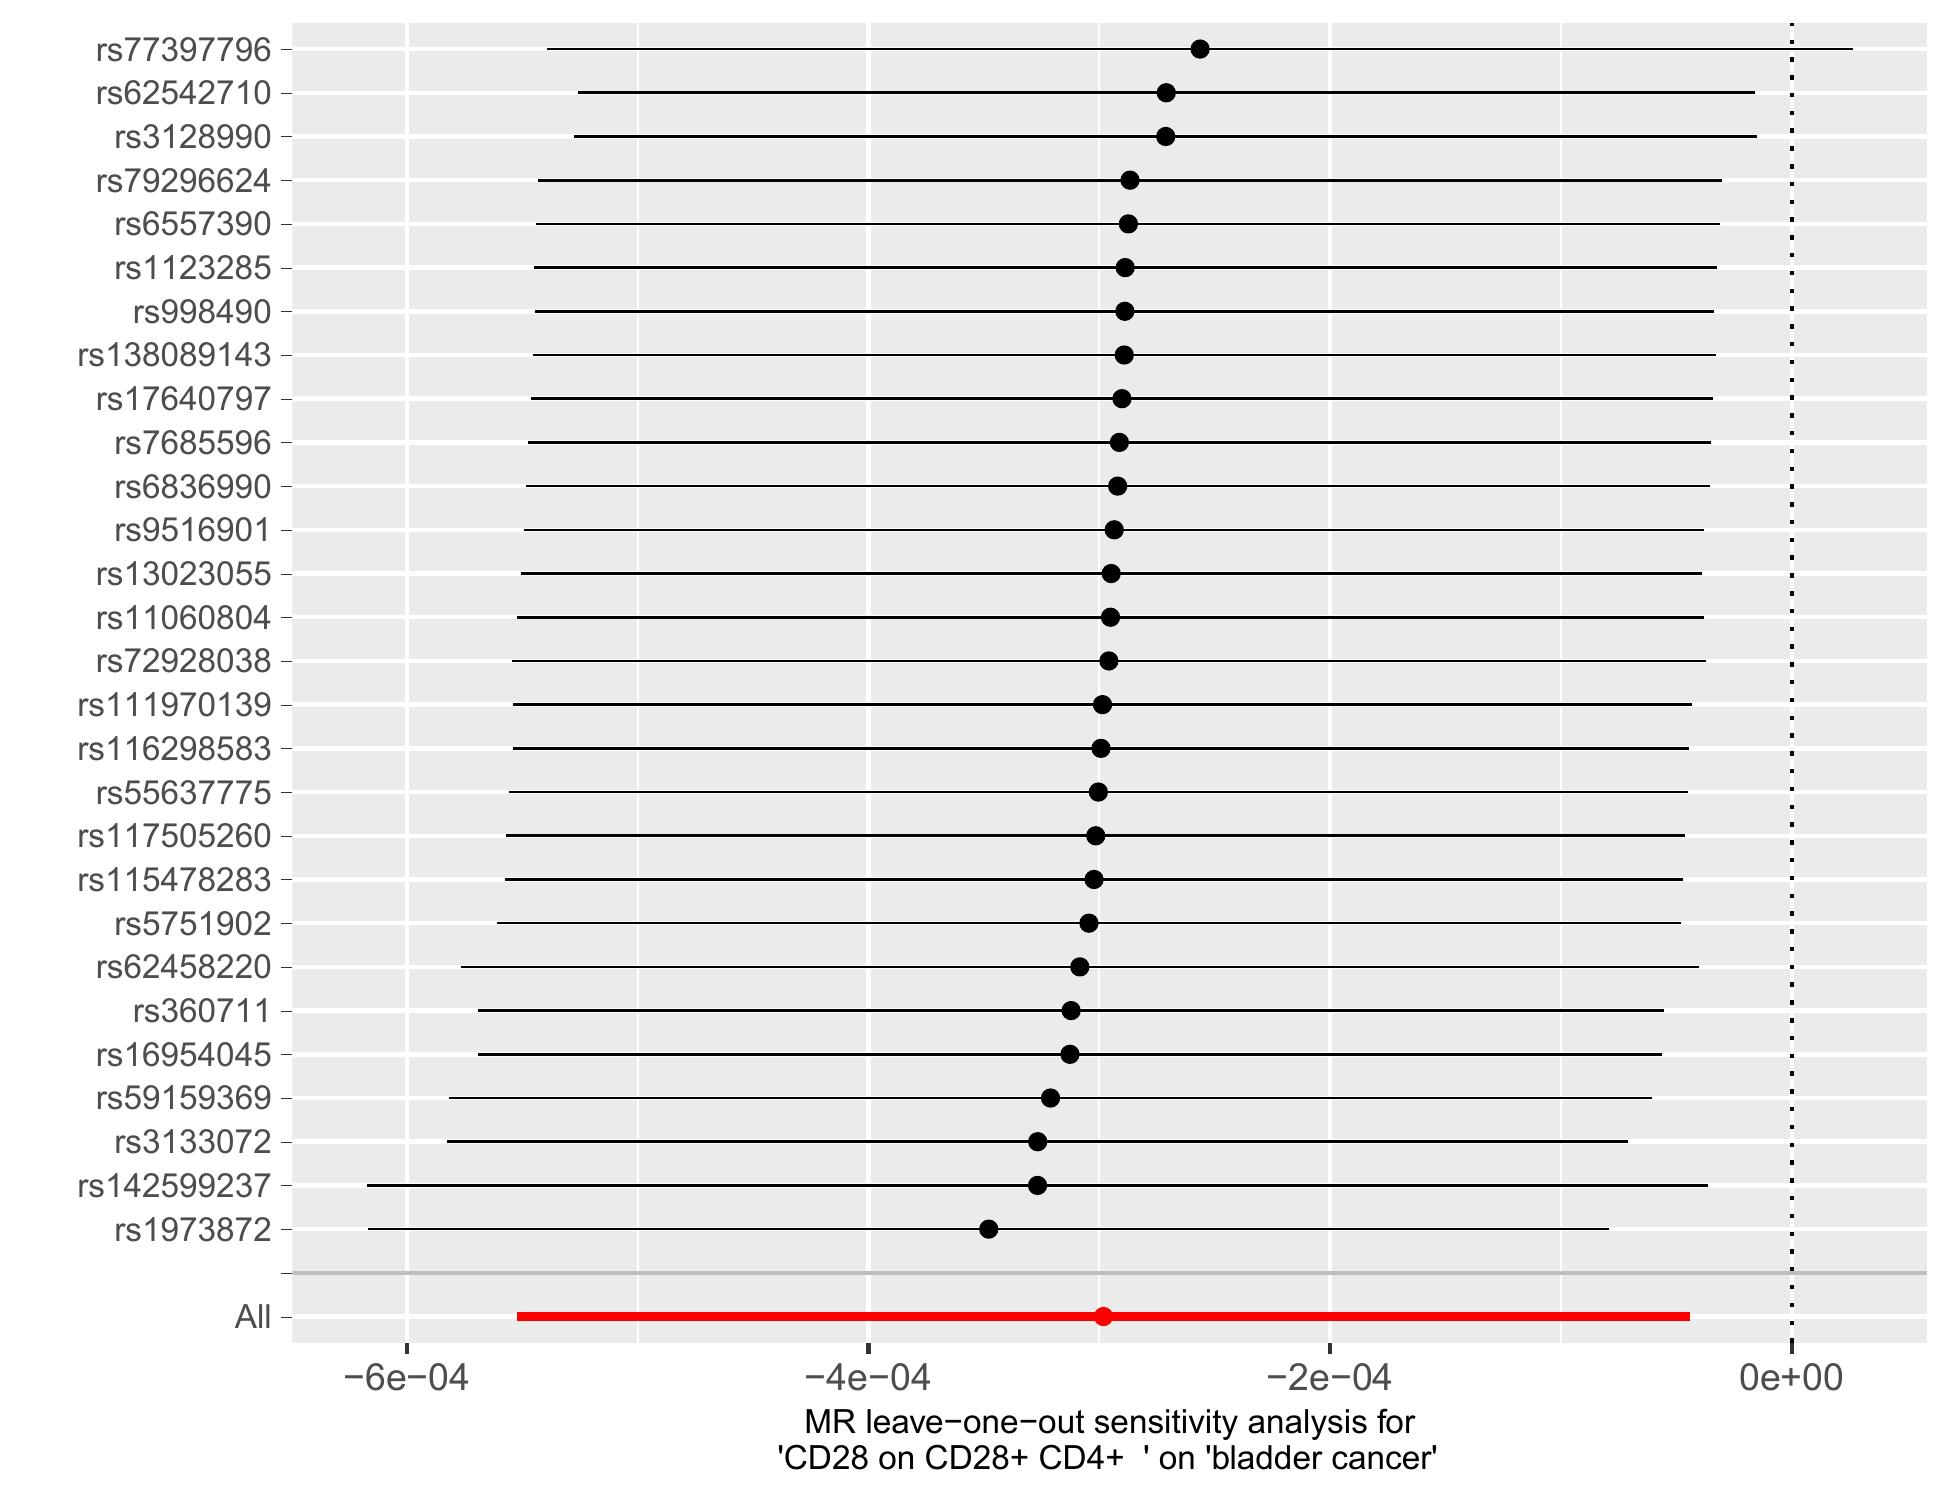 rs77397796
rs62542710
rs3128990
rs79296624
rs6557390
rs1123285
rs998490
rs138089143
rs17640797
rs7685596
rs6836990
rs9516901
rs13023055
rs11060804
rs72928038
rs111970139
rs116298583
rs55637775
rs117505260
rs115478283
rs5751902
rs62458220
rs360711
rs16954045
rs59159369
rs3133072
rs142599237
rs1973872
All
−6e−04 −4e−04 −2e−04 0e+00
MR leave−one−out sensitivity analysis for
'CD28 on CD28+ CD4+  ' on 'bladder cancer'